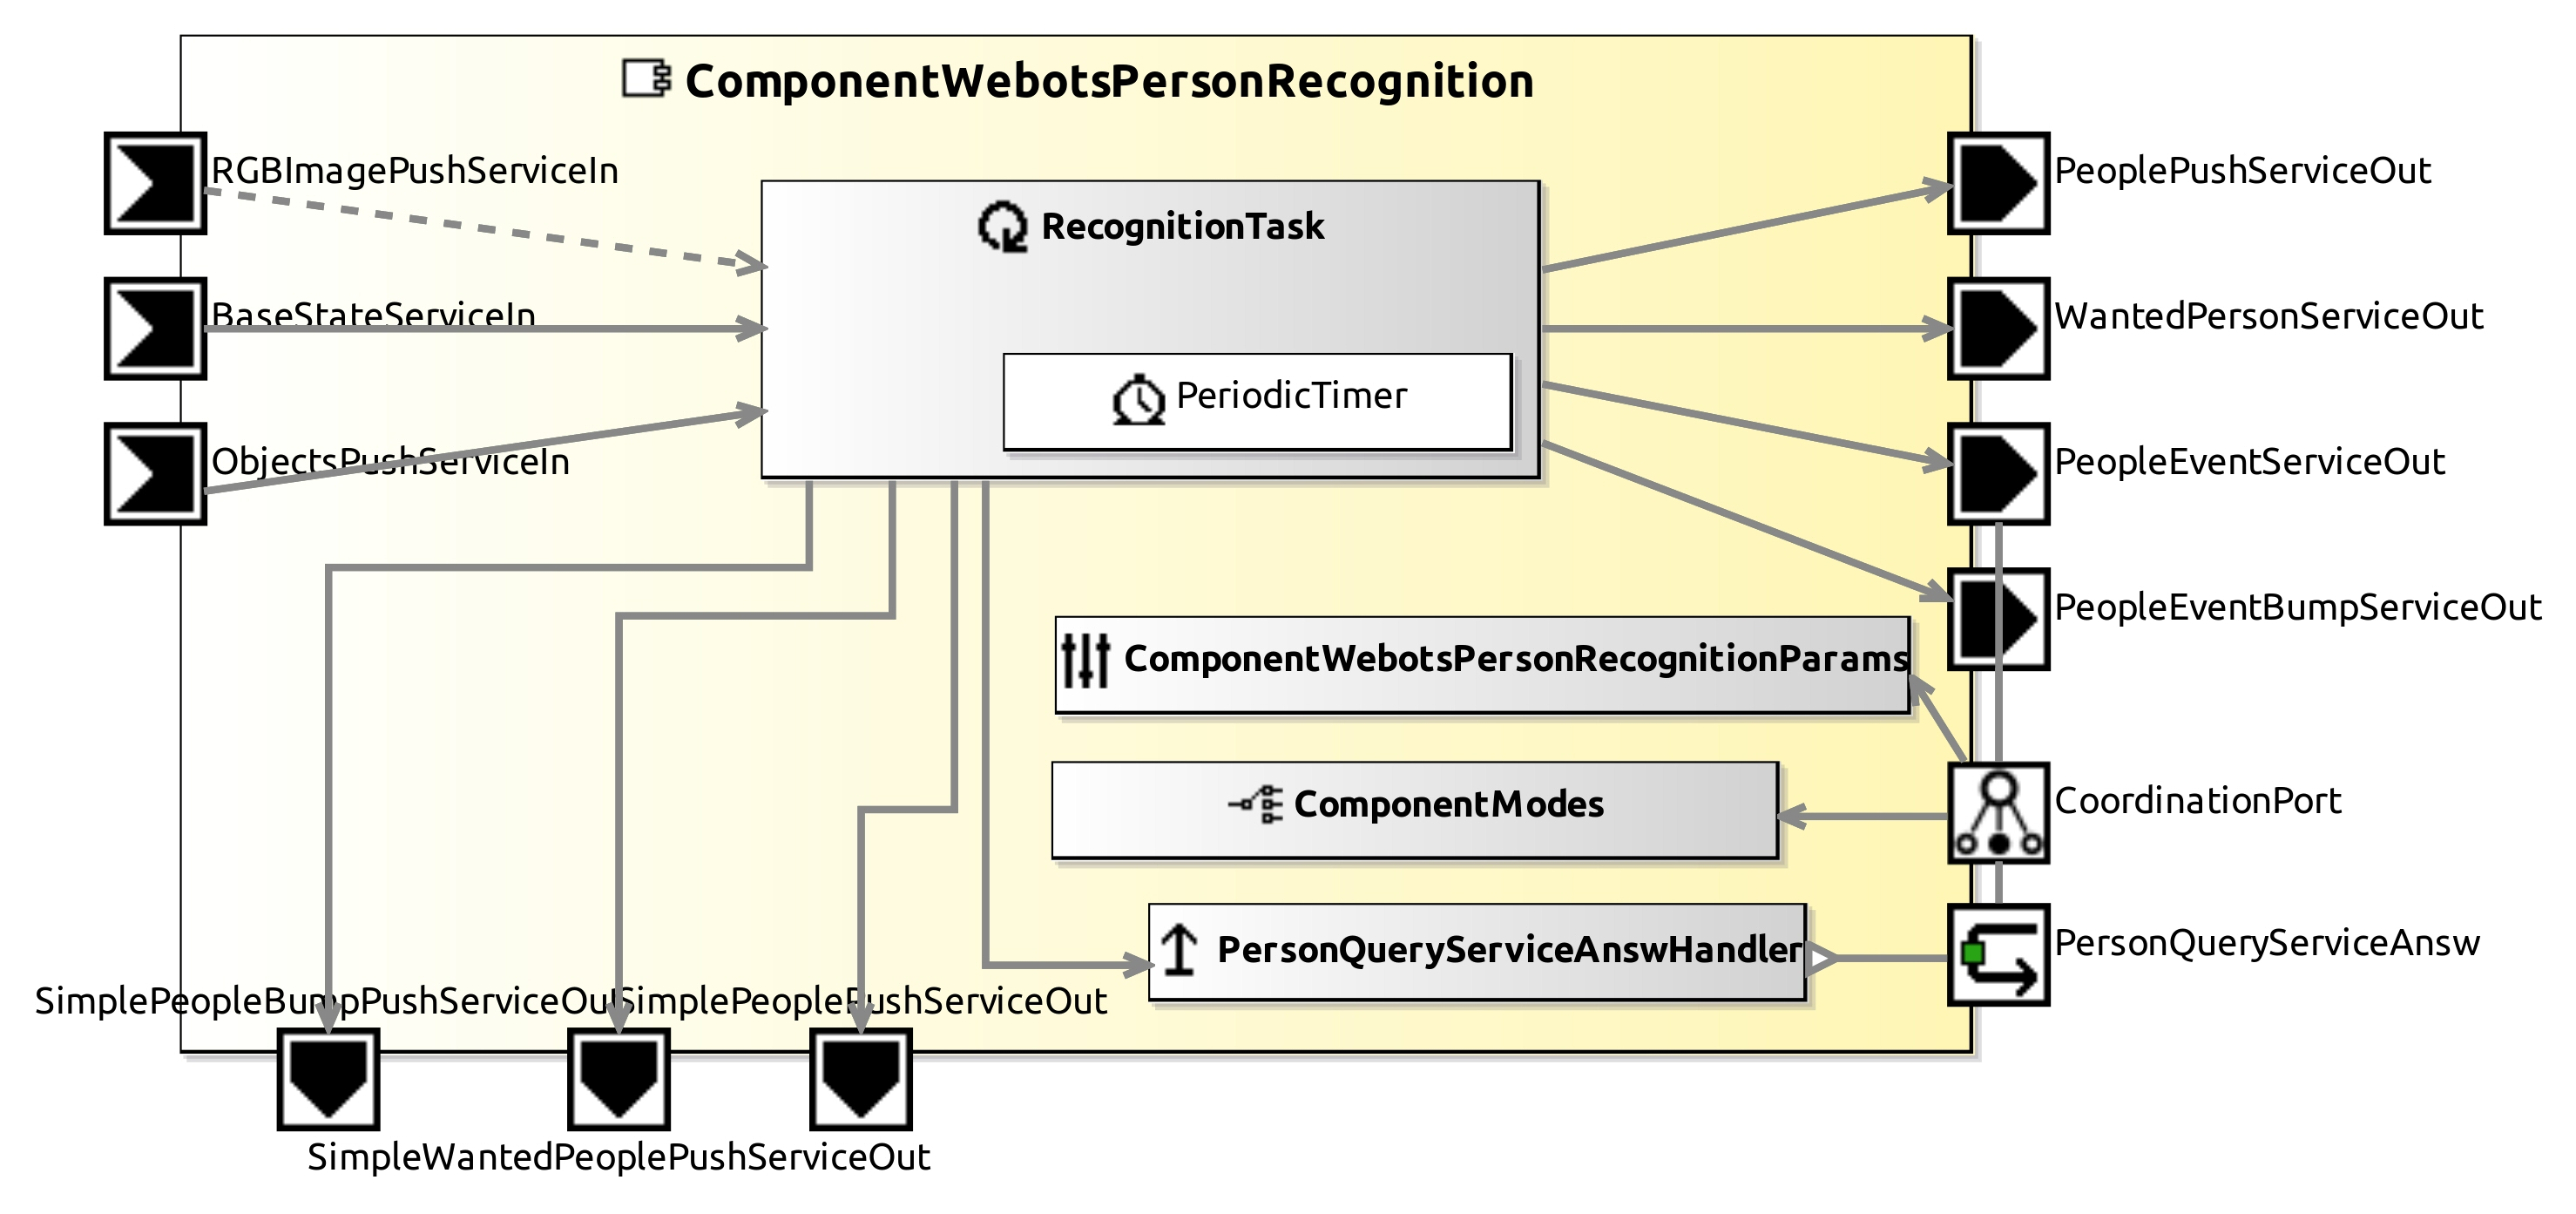 ComponentWebotsPersonRecognition
RGBImagePushServiceIn
BaseStateServiceIn
ObjectsPushServiceIn
RecognitionTask
PeriodicTimer
PeoplePushServiceOut
WantedPersonServiceOut
PeopleEventServiceOut
PeopleEventBumpServiceOut
ComponentWebotsPersonRecognitionParams
ComponentModes
CoordinationPort
PersonQueryServiceAnswHandler
PersonQueryServiceAnsw
SimplePeopleBumpPushServiceOut
SimplePeoplePushServiceOut
SimpleWantedPeoplePushServiceOut